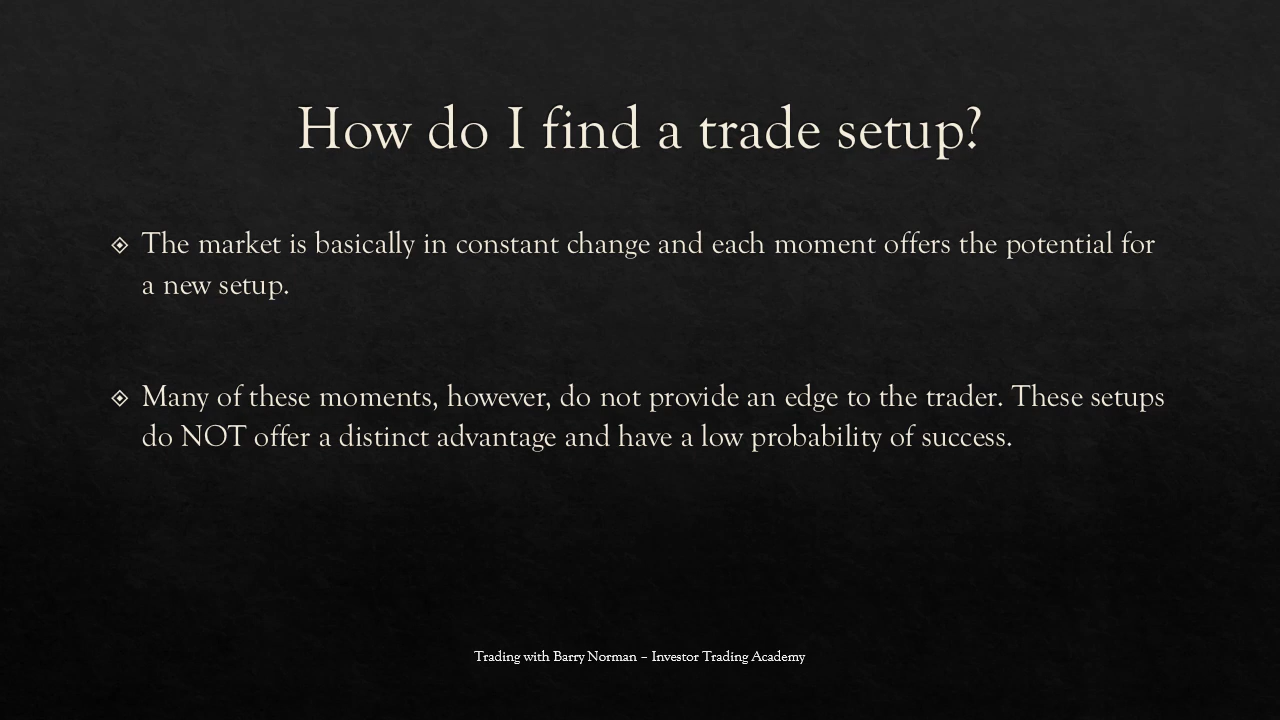 How do I find a trade setup?
The market is basically in constant change and each moment offers the potential for
a new setup.
Many of these moments, however, do not provide an edge to the trader. These setups
do NOT offer a distinct advantage and have a low probability of success.
Trading with Barry Norman – Investor Trading Academy